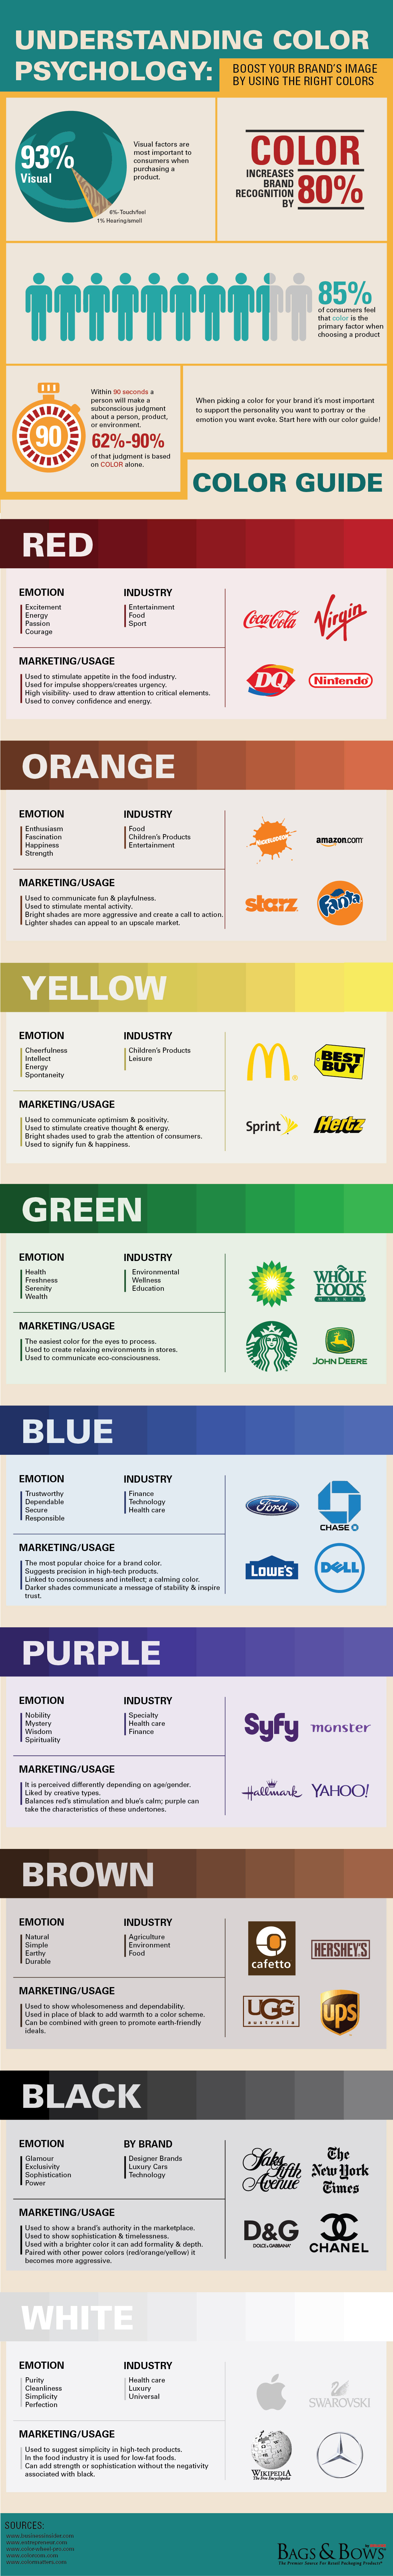 UNDERSTANDING COLOR
PSYCHOLOGY:
BOOST YOUR BRAND'S IMAGE
BY USING THE RIGHT COLORS
93%
Visual
6%- Touch/feel
1% Hearing/smell
Visual factors are
most important to
consumers when
purchasing a
product.
COLOR
INCREASES
BRAND
RECOGNITION
BY
80%
85%
of consumers feel
that color is the
primary factor when
choosing a product
90
Within 90 seconds a
person will make a
subconscious judgment
about a person, product,
or environment.
62%-90%
of that judgment is based
on COLOR alone.
When picking a color for your brand it's most important
to support the personality you want to portray or the
emotion you want evoke. Start here with our color guide!
COLOR GUIDE
RED
EMOTION
Excitement
Energy
Passion
Courage
INDUSTRY
Entertainment
Food
Sport
MARKETING/USAGE
Used to stimulate appetite in the food industry.
Used for impulse shoppers/creates urgency.
High visibility- used to draw attention to critical elements.
Used to convey confidence and energy.
Coca-Cola
Virgin
DQ
Nintendo
ORANGE
EMOTION
Enthusiasm
Fascination
Happiness
Strength
INDUSTRY
Food
Children's Products
Entertainment
MARKETING/USAGE
Used to communicate fun & playfulness.
Used to stimulate mental activity.
Bright shades are more aggressive and create a call to action.
Lighter shades can appeal to an upscale market.
NICKELODEON
amazon.com
starz
Fanta
YELLOW
EMOTION
Cheerfulness
Intellect
Energy
Spontaneity
INDUSTRY
Children's Products
Leisure
MARKETING/USAGE
Used to communicate optimism & positivity.
Used to stimulate creative thought & energy.
Bright shades used to grab the attention of consumers.
Used to signify fun & happiness.
BEST
BUY
Sprint
Hertz
GREEN
EMOTION
Health
Freshness
Serenity
Wealth
INDUSTRY
Environmental
Wellness
Education
MARKETING/USAGE
The easiest color for the eyes to process.
Used to create relaxing environments in stores.
Used to communicate eco-consciousness.
WHOLE
FOODS
MARKET
JOHN DEERE
BLUE
EMOTION
Trustworthy
Dependable
Secure
Responsible
INDUSTRY
Finance
Technology
Health care
MARKETING/USAGE
The most popular choice for a brand color.
Suggests precision in high-tech products.
Linked to consciousness and intellect; a calming color.
Darker shades communicate a message of stability & inspire
trust.
Ford
CHASE
LOWE'S
DELL
PURPLE
EMOTION
Nobility
Mystery
Wisdom
Spirituality
INDUSTRY
Specialty
Health care
Finance
MARKETING/USAGE
It is perceived differently depending on age/gender.
Liked by creative types.
Balances red's stimulation and blue's calm; purple can
take the characteristics of these undertones.
Syfy
monster
Hallmark
YAHOO!
BROWN
EMOTION
Natural
Simple
Earthy
Durable
INDUSTRY
Agriculture
Environment
Food
MARKETING/USAGE
Used to show wholesomeness and dependability.
Used in place of black to add warmth to a color scheme.
Can be combined with green to promote earth-friendly
ideals.
cafetto
HERSHEY'S
UGG
australia
ups
BLACK
EMOTION
Glamour
Exclusivity
Sophistication
Power
BY BRAND
Designer Brands
Luxury Cars
Technology
MARKETING/USAGE
Used to show a brand's authority in the marketplace.
Used to show sophistication & timelessness.
Used with a brighter color it can add formality & depth.
Paired with other power colors (red/orange/yellow) it
becomes more aggressive.
Saks
Fifth
Avenue
The
New York
Times
D&G
DOLCE & GABBANA
CHANEL
WHITE
EMOTION
Purity
Cleanliness
Simplicity
Perfection
INDUSTRY
Health care
Luxury
Universal
MARKETING/USAGE
Used to suggest simplicity in high-tech products.
In the food industry it is used for low-fat foods.
Can add strength or sophistication without the negativity
associated with black.
SWAROVSKI
WIKIPEDIA
The Free Encyclopedia
SOURCES:
www.businessinsider.com
www.entrepreneur.com
www.color-wheel-pro.com
www.colorcom.com
www.colormatters.com
BAGS & BOWS
The Premier Source For Retail Packaging Products